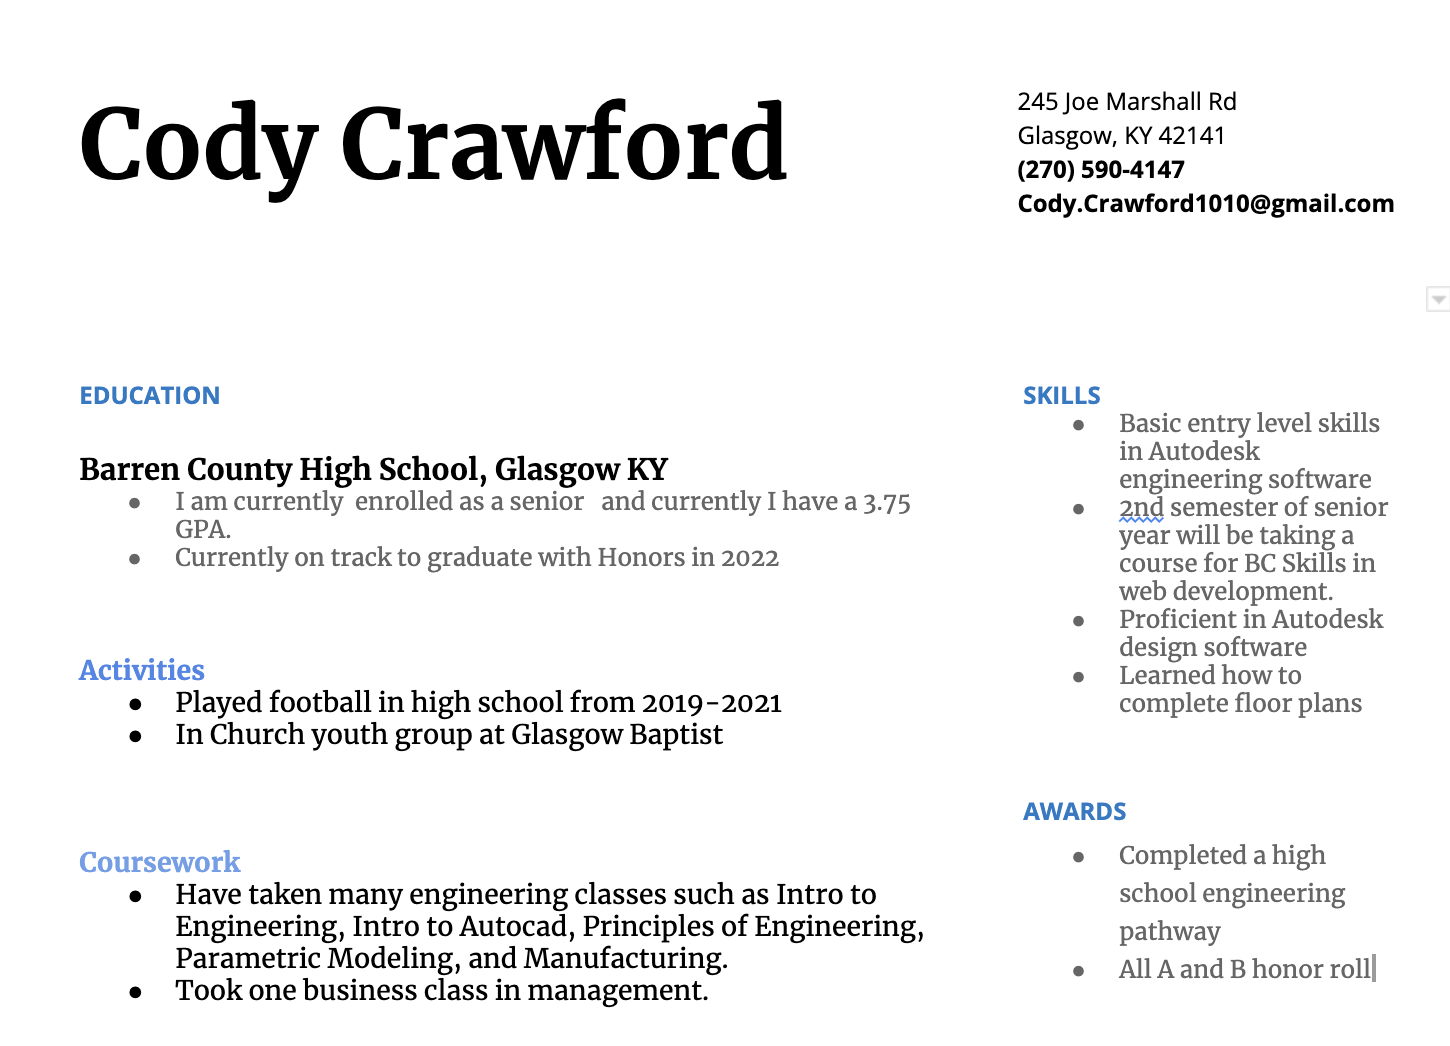 Cody Crawford
245 Joe Marshall Rd
Glasgow, KY 42141
(270) 590-4147
Cody.Crawford1010@gmail.com
EDUCATION
Barren County High School, Glasgow KY
● I am currently  enrolled as a senior   and currently I have a 3.75
GPA.
● Currently on track to graduate with Honors in 2022
Activities
● Played football in high school from 2019-2021
● In Church youth group at Glasgow Baptist
Coursework
● Have taken many engineering classes such as Intro to
Engineering, Intro to Autocad, Principles of Engineering,
Parametric Modeling, and Manufacturing.
● Took one business class in management.
SKILLS
● Basic entry level skills
in Autodesk
engineering software
● 2nd semester of senior
year will be taking a
course for BC Skills in
web development.
● Proficient in Autodesk
design software
● Learned how to
complete floor plans
AWARDS
● Completed a high
school engineering
pathway
● All A and B honor roll